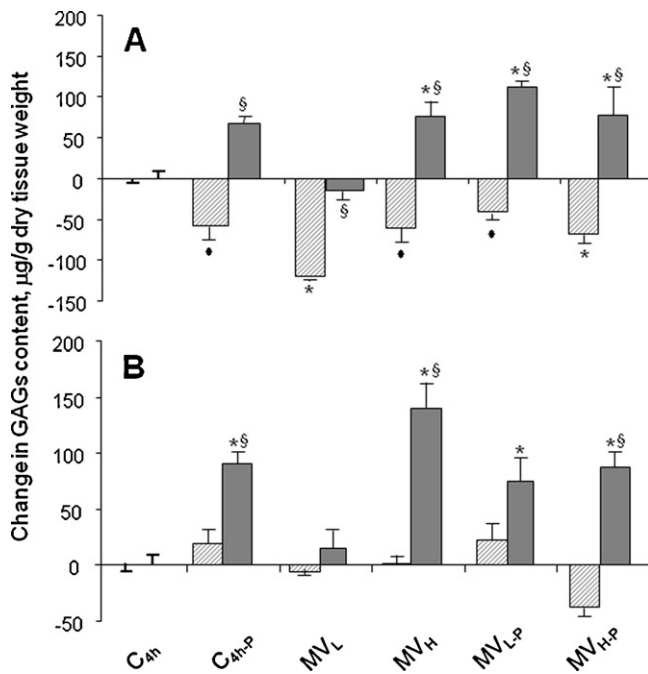 Change in GAGs content, µg/g dry tissue weight
A
200
150
100
50
0
-50
-100
-150
§
*§
*§
*§
§
*
*
B
200
150
100
50
0
-50
*§
*§
*
*§
C4h
C4h-P
MVL
MVH
MVL-P
MVH-P